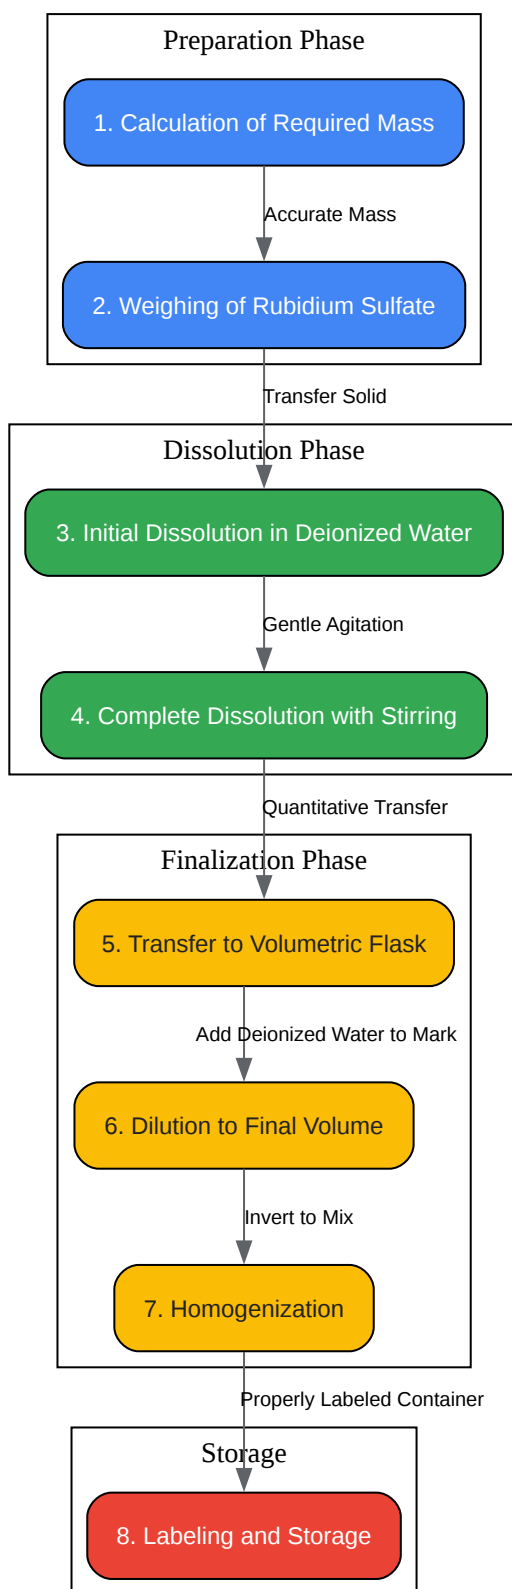 Preparation Phase
1. Calculation of Required Mass
Accurate Mass
2. Weighing of Rubidium Sulfate
Transfer Solid
Dissolution Phase
3. Initial Dissolution in Deionized Water
Gentle Agitation
4. Complete Dissolution with Stirring
Quantitative Transfer
Finalization Phase
5. Transfer to Volumetric Flask
Add Deionized Water to Mark
6. Dilution to Final Volume
Invert to Mix
7. Homogenization
Properly Labeled Container
Storage
8. Labeling and Storage